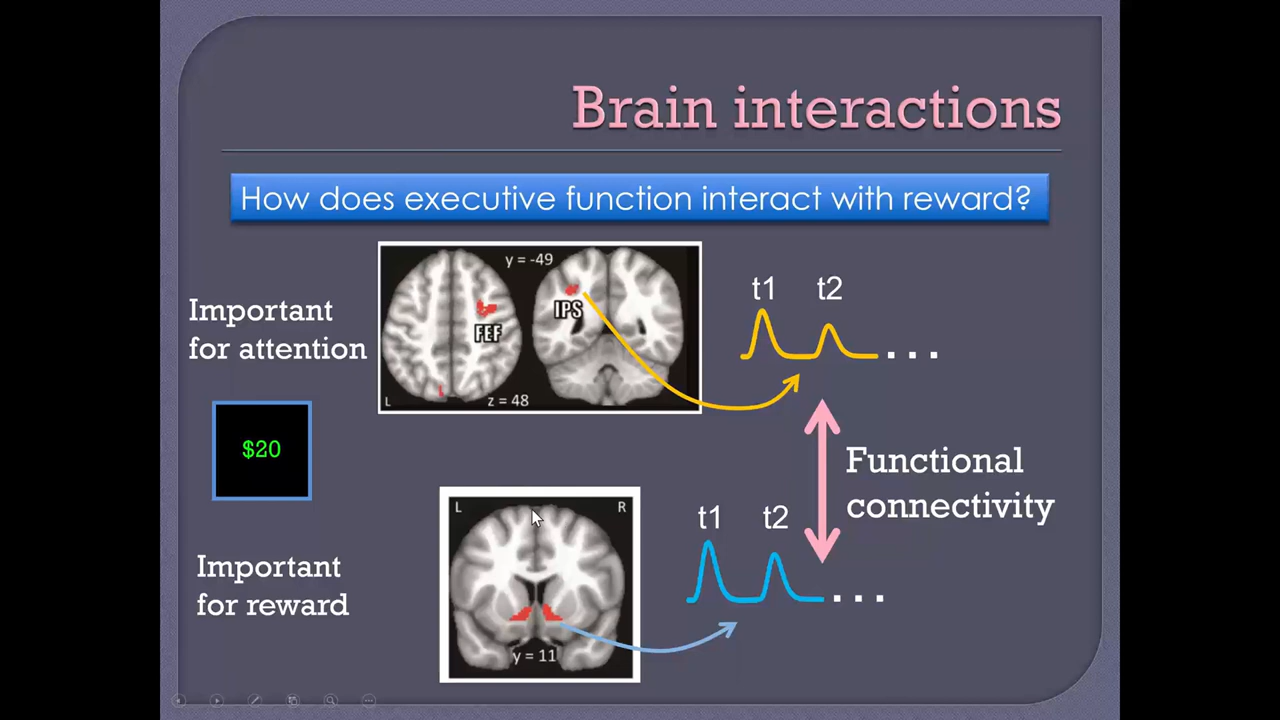 Brain interactions
How does executive function interact with reward?
Important
for attention
y = -49
FEF
IPS
L
z = 48
t1 t2
...
$20
Functional
connectivity
Important
for reward
L R
y = 11
t1 t2
...